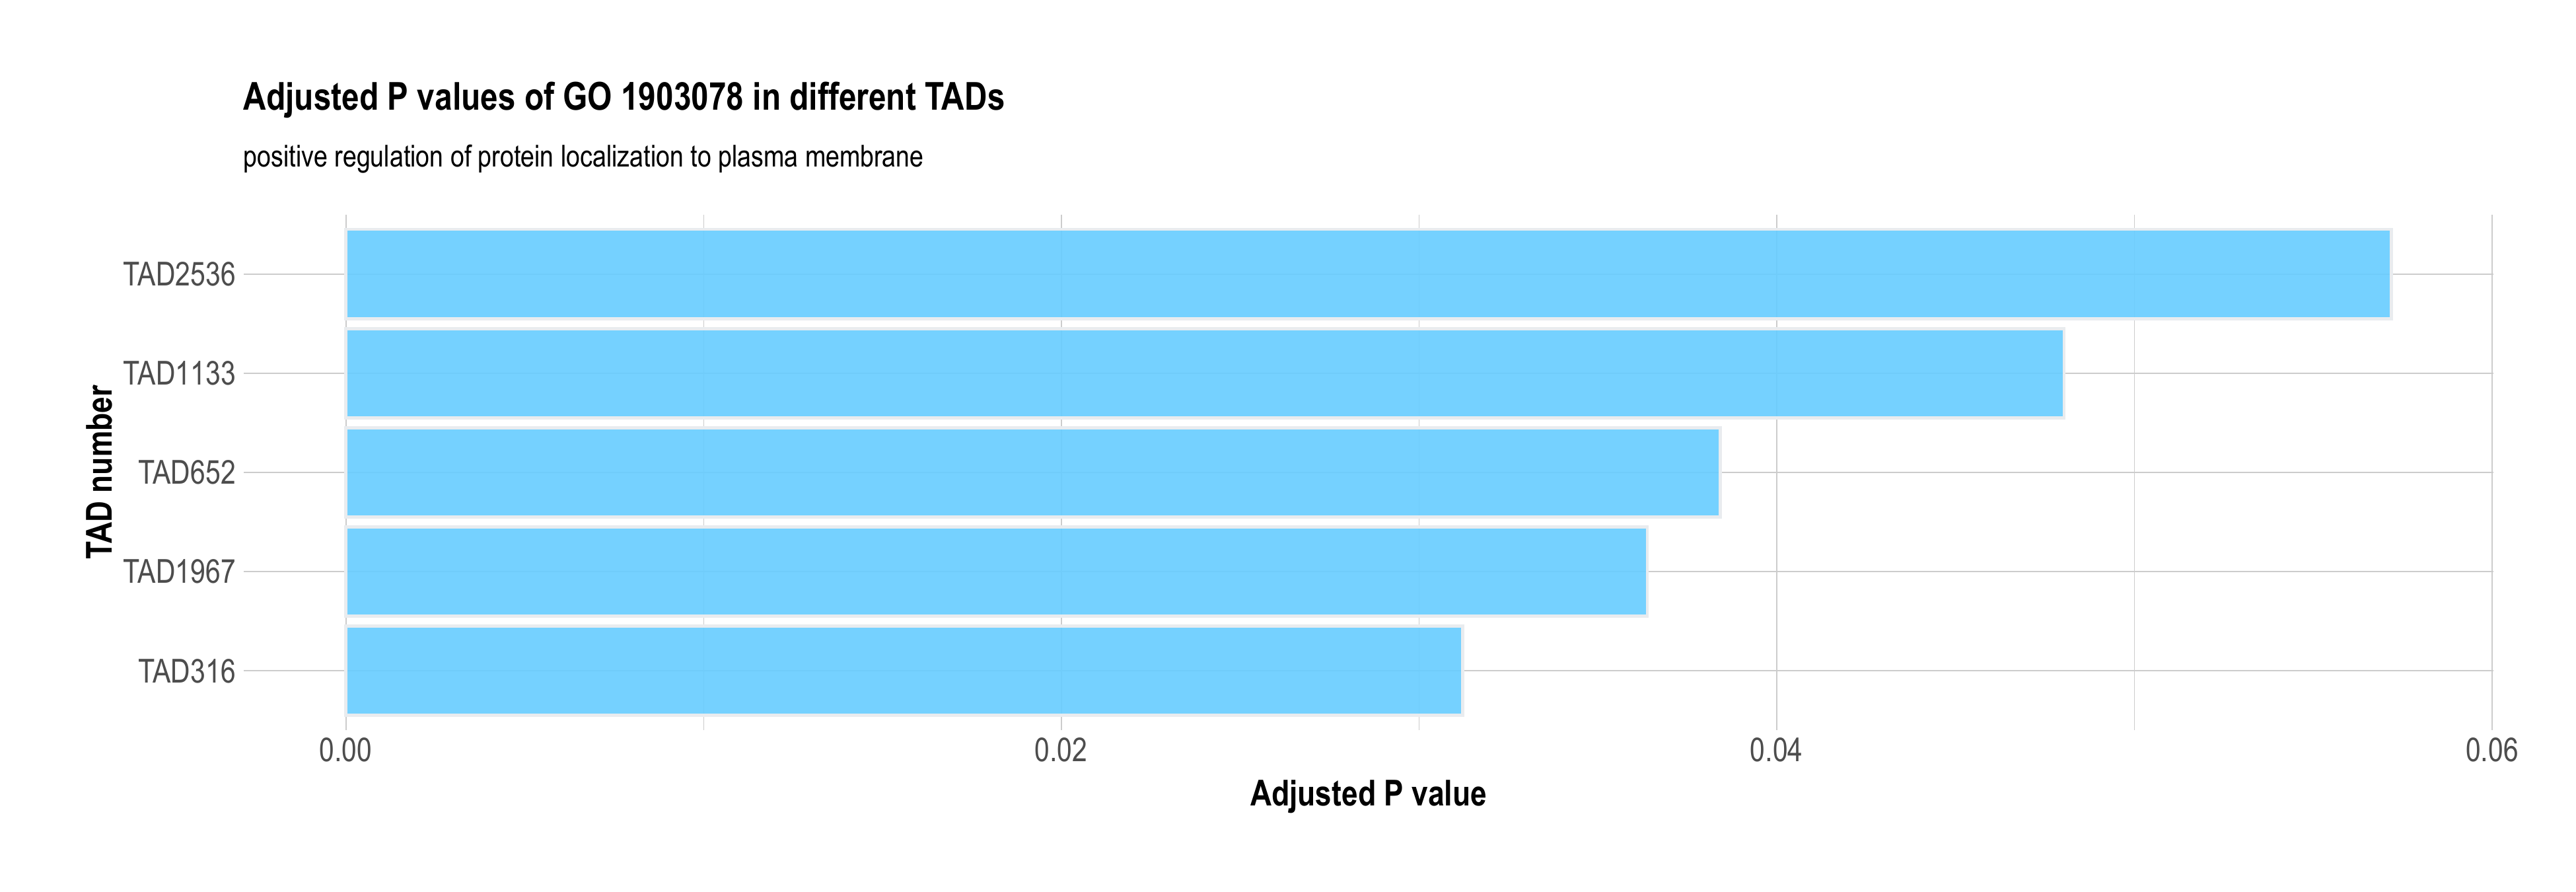 Adjusted P values of GO 1903078 in different TADs
positive regulation of protein localization to plasma membrane
TAD number
TAD2536
TAD1133
TAD652
TAD1967
TAD316
0.00 0.02 0.04 0.06
Adjusted P value